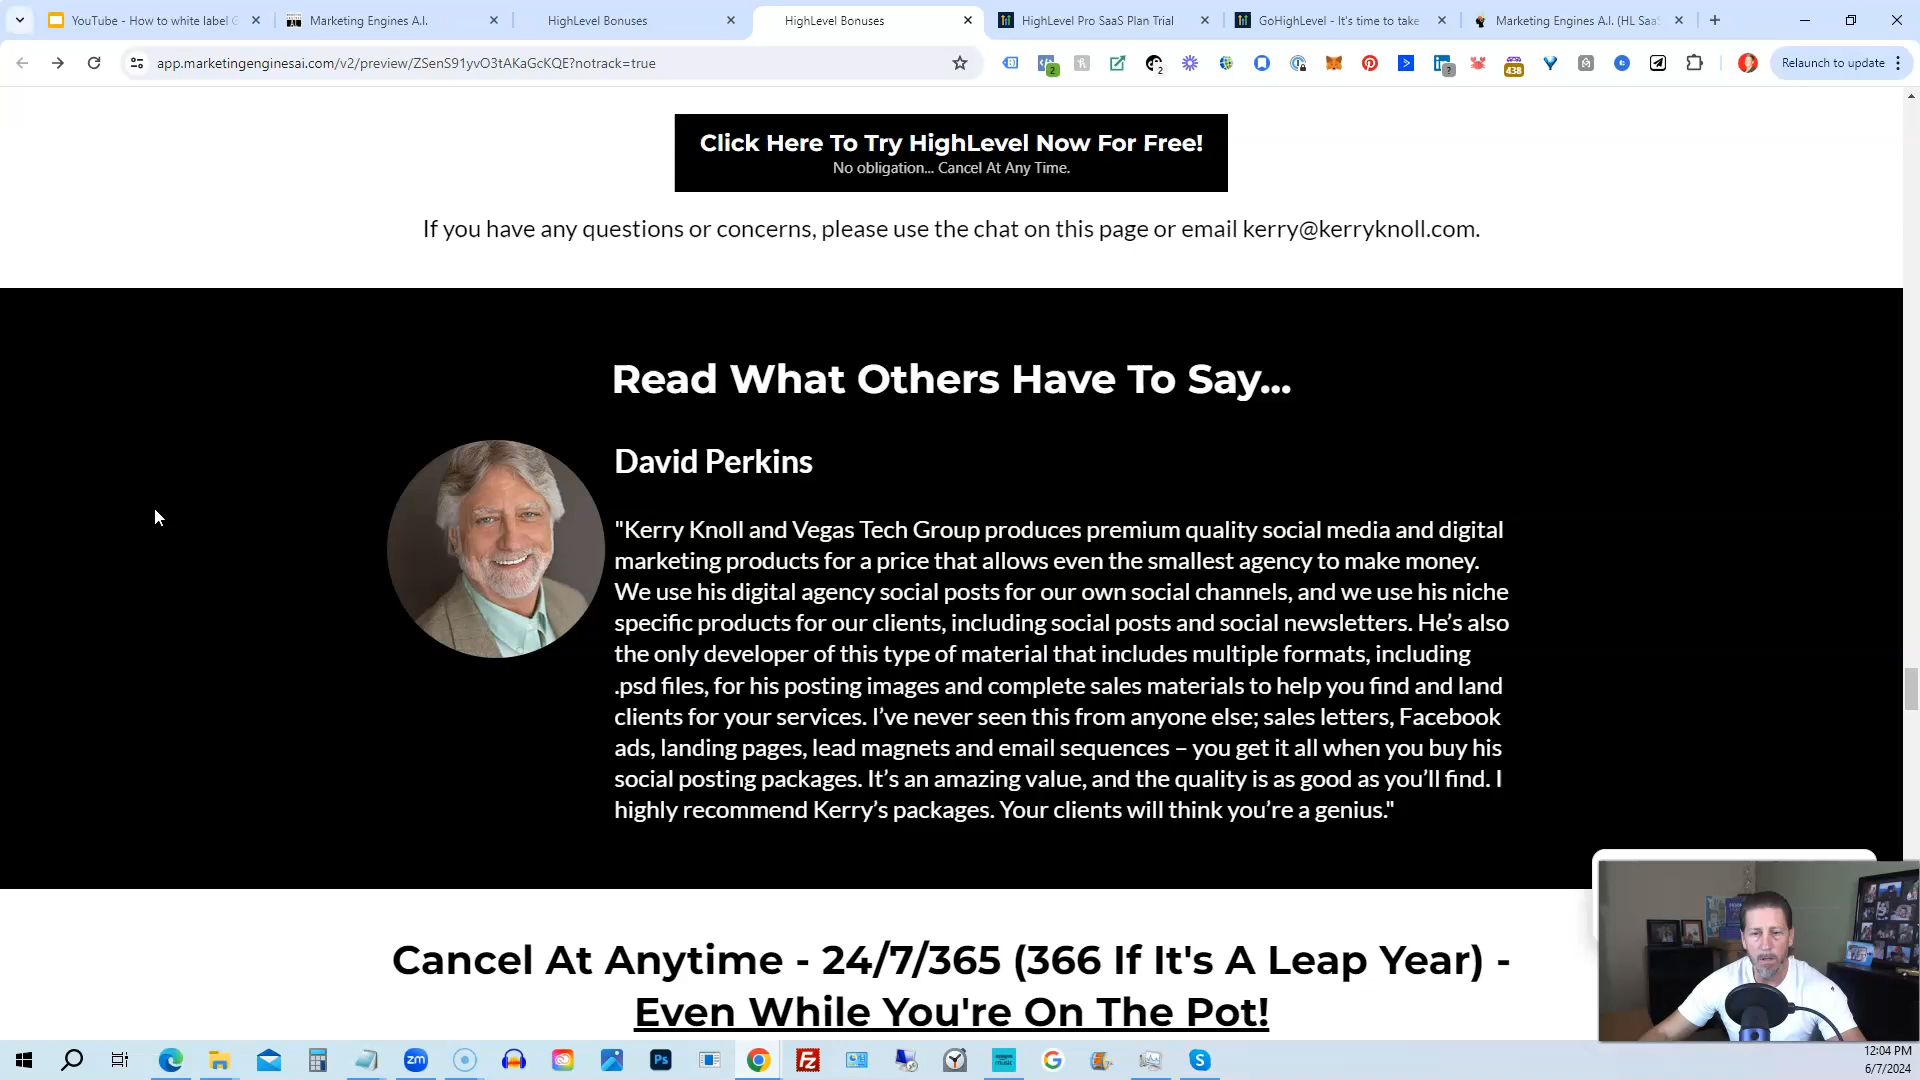 YouTube - How to white label G
Marketing Engines A.I.
HighLevel Bonuses
HighLevel Bonuses
HighLevel Pro SaaS Plan Trial
GoHighLevel - It's time to take
Marketing Engines A.I. (HL Saa
app.marketingenginesai.com/v2/preview/ZSenS91yvO3tAKaGcKQE?notrack=true
2
2
438
Relaunch to update
Click Here To Try HighLevel Now For Free!
No obligation... Cancel At Any Time.
If you have any questions or concerns, please use the chat on this page or email kerry@kerryknoll.com.
Read What Others Have To Say...
David Perkins
"Kerry Knoll and Vegas Tech Group produces premium quality social media and digital
marketing products for a price that allows even the smallest agency to make money.
We use his digital agency social posts for our own social channels, and we use his niche
specific products for our clients, including social posts and social newsletters. He’s also
the only developer of this type of material that includes multiple formats, including
.psd files, for his posting images and complete sales materials to help you find and land
clients for your services. I’ve never seen this from anyone else; sales letters, Facebook
ads, landing pages, lead magnets and email sequences – you get it all when you buy his
social posting packages. It’s an amazing value, and the quality is as good as you’ll find. I
highly recommend Kerry’s packages. Your clients will think you’re a genius."
Cancel At Anytime - 24/7/365 (366 If It's A Leap Year) -
Even While You're On The Pot!
zm
Ps
12:04 PM
6/7/2024